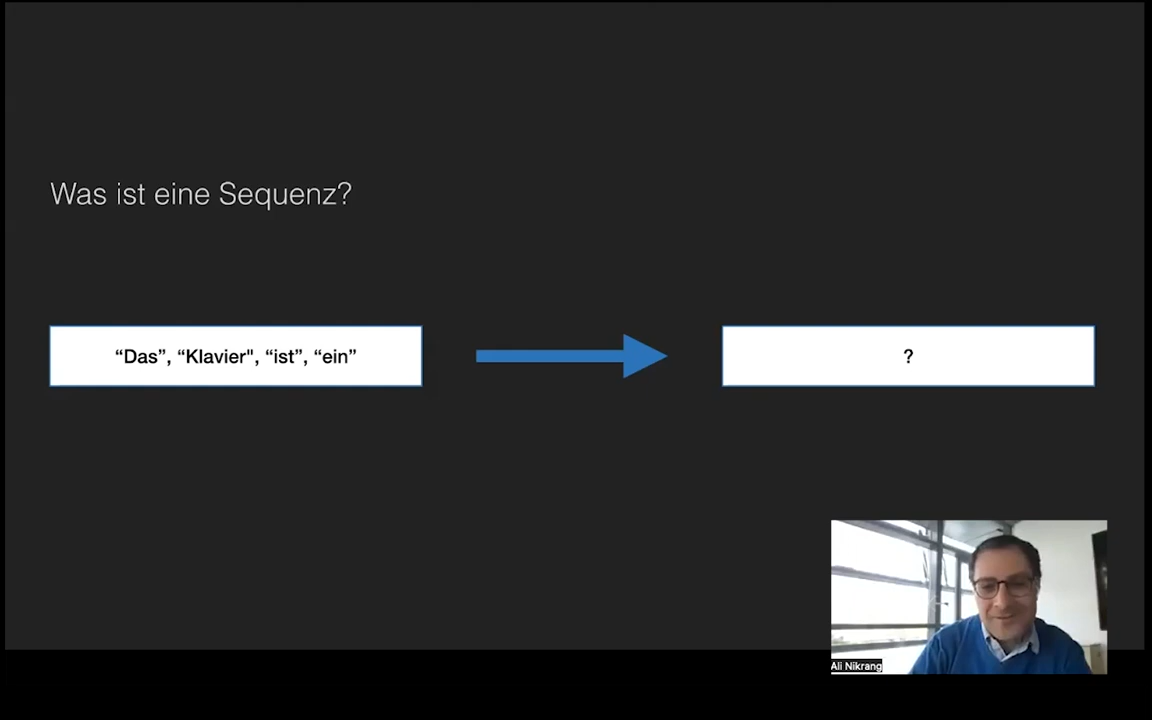 Was ist eine Sequenz?
“Das”, “Klavier", “ist”, “ein”
?
Ali Nikrang